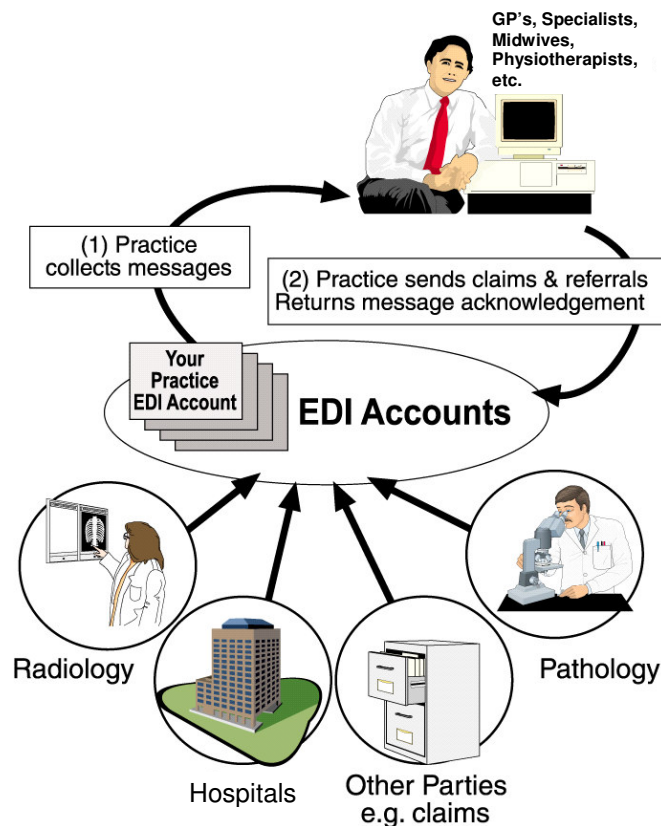 GP's, Specialists,
Midwives,
Physiotherapists,
etc.
(1) Practice
collects messages
(2) Practice sends claims & referrals
Returns message acknowledgement
Your
Practice
EDI Account
EDI Accounts
Radiology
Pathology
Hospitals
Other Parties
e.g. claims